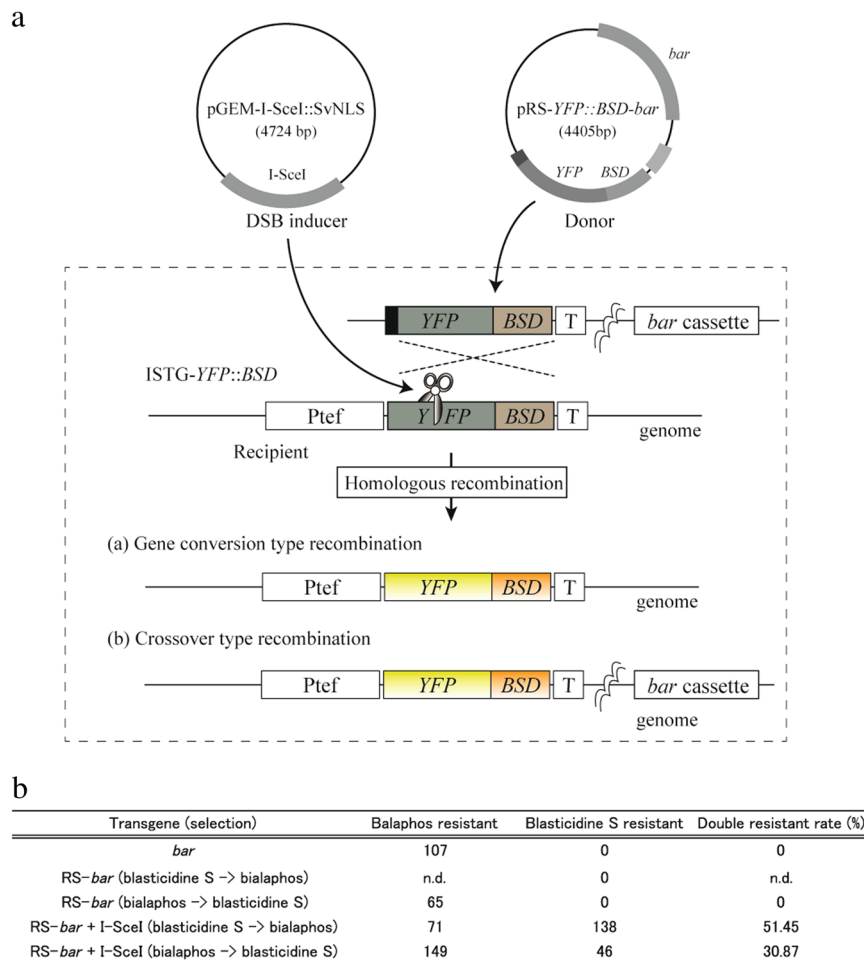 a
pGEM-I-SceI::SvNLS
(4724 bp)
I-SceI
DSB inducer
bar
pRS-YFP::BSD-bar
(4405bp)
YFP BSD
Donor
YFP BSD T bar cassette
ISTG-YFP::BSD
Ptef Y FP BSD T
Recipient
genome
Homologous recombination
(a) Gene conversion type recombination
Ptef YFP BSD T
genome
(b) Crossover type recombination
Ptef YFP BSD T bar cassette
genome
b
Transgene (selection) Balaphos resistant Blasticidine S resistant Double resistant rate (%)
bar 107 0 0
RS-bar (blasticidine S -> bialaphos) n.d. 0 n.d.
RS-bar (bialaphos -> blasticidine S) 65 0 0
RS-bar + I-SceI (blasticidine S -> bialaphos) 71 138 51.45
RS-bar + I-SceI (bialaphos -> blasticidine S) 149 46 30.87